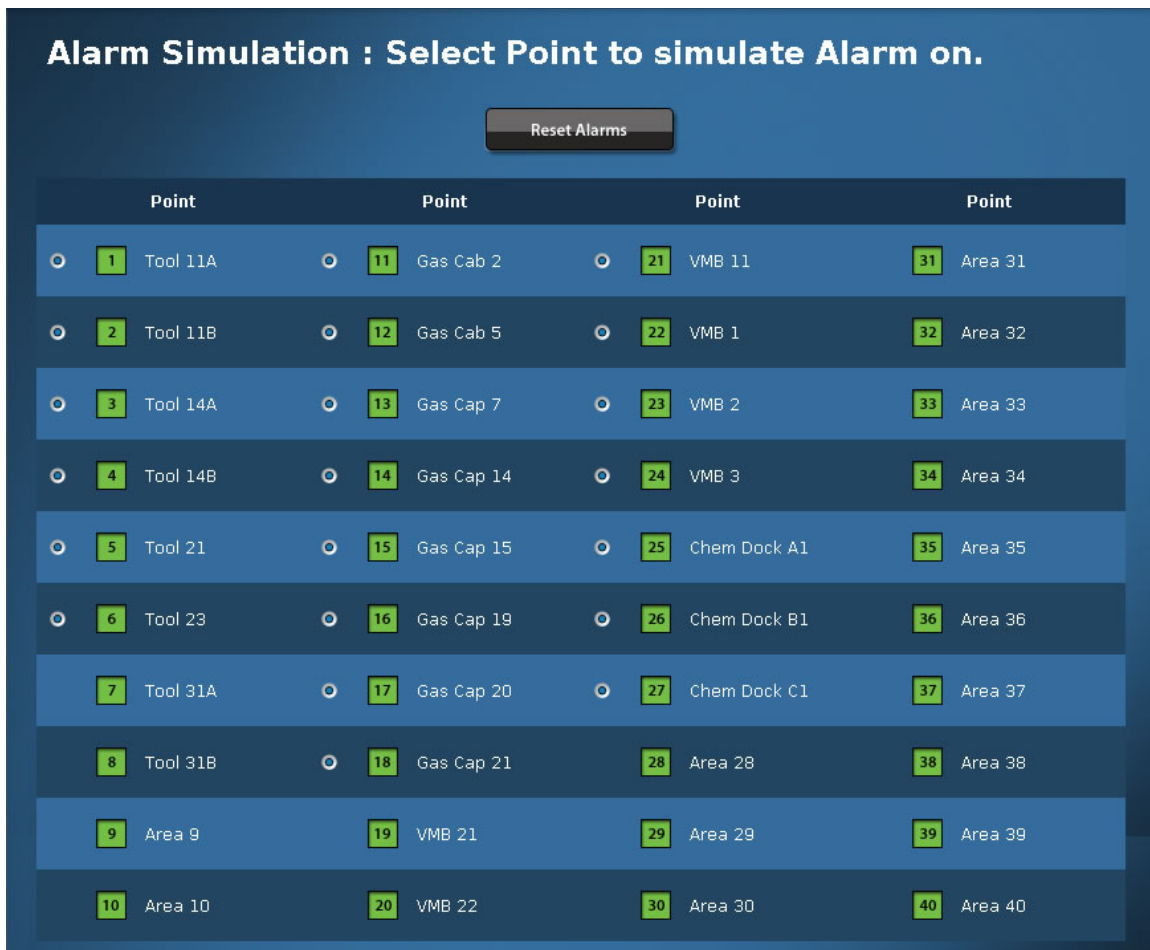 Alarm Simulation : Select Point to simulate Alarm on.
Reset Alarms
Point Point Point Point
1 Tool 11A 11 Gas Cab 2 21 VMB 11 31 Area 31
2 Tool 11B 12 Gas Cab 5 22 VMB 1 32 Area 32
3 Tool 14A 13 Gas Cap 7 23 VMB 2 33 Area 33
4 Tool 14B 14 Gas Cap 14 24 VMB 3 34 Area 34
5 Tool 21 15 Gas Cap 15 25 Chem Dock A1 35 Area 35
6 Tool 23 16 Gas Cap 19 26 Chem Dock B1 36 Area 36
7 Tool 31A 17 Gas Cap 20 27 Chem Dock C1 37 Area 37
8 Tool 31B 18 Gas Cap 21 28 Area 28 38 Area 38
9 Area 9 19 VMB 21 29 Area 29 39 Area 39
10 Area 10 20 VMB 22 30 Area 30 40 Area 40